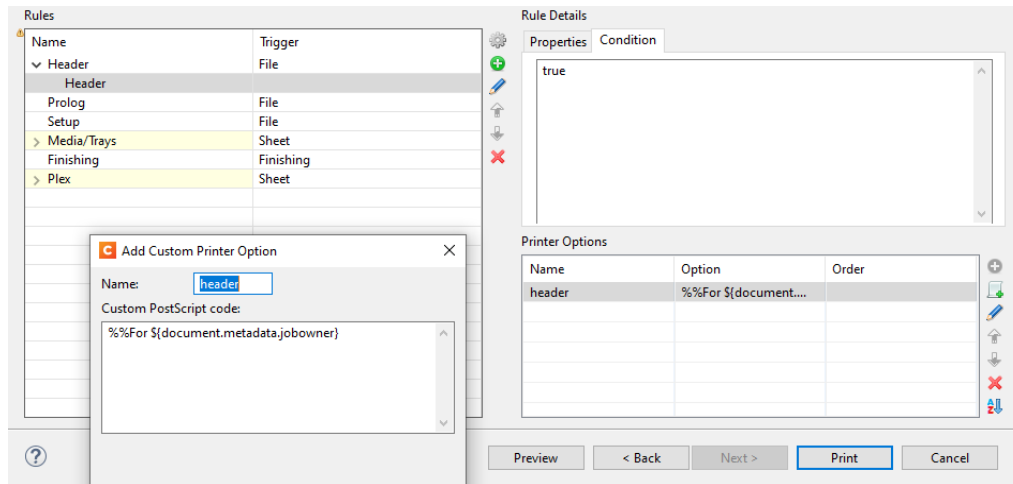 Rules
Name Trigger
Header File
Header
Prolog File
Setup File
Media/Trays Sheet
Finishing Finishing
Plex Sheet
Rule Details
Properties Condition
true
Printer Options
Name Option Order
header %%For ${document....
C Add Custom Printer Option
Name: header
Custom PostScript code:
%%For ${document.metadata.jobowner}
? Preview < Back Next > Print Cancel